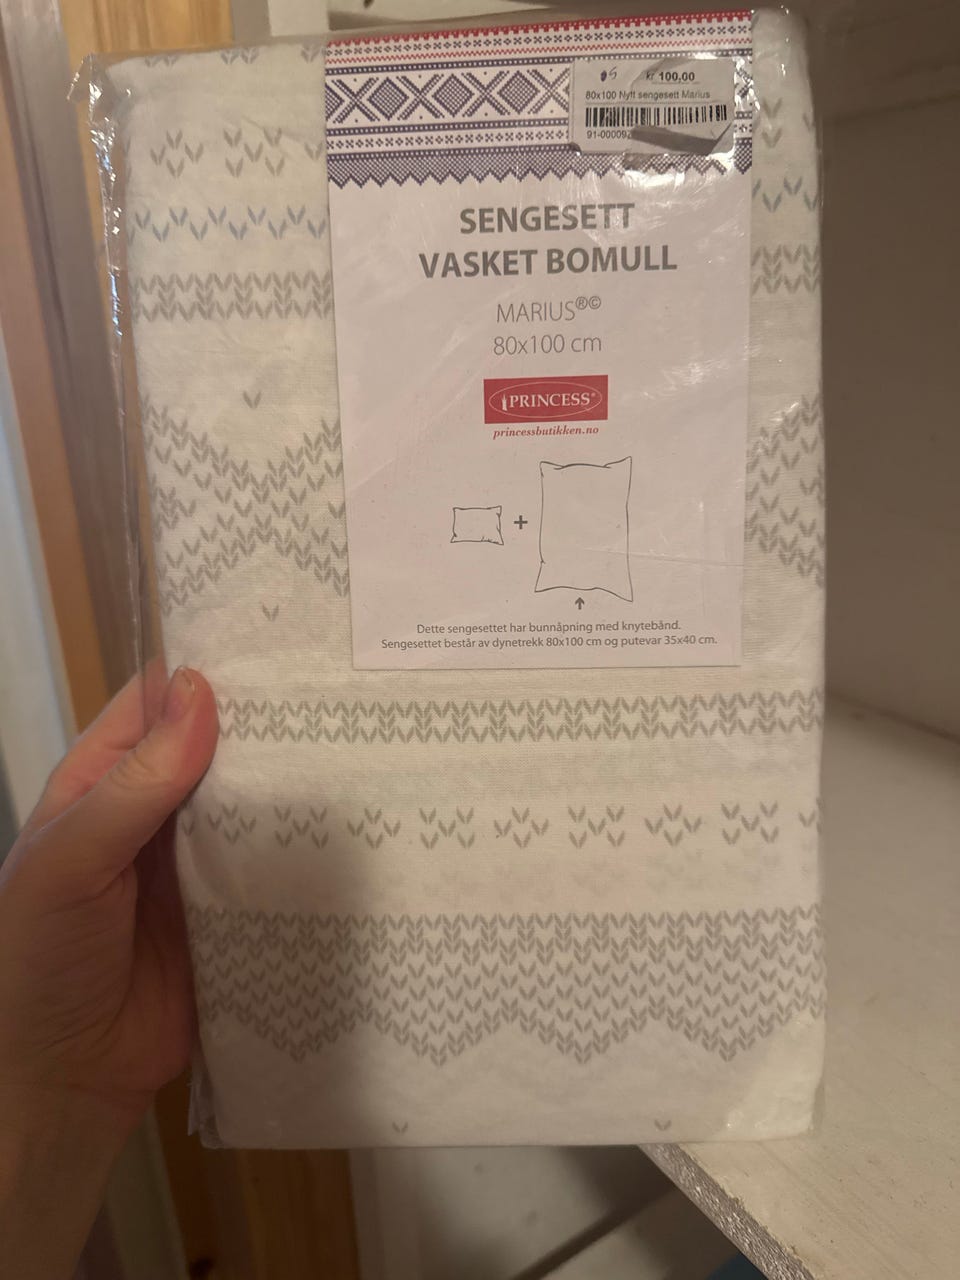 kr 100,00
80x100 Nytt sengesett Marius
SENGESETT
VASKET BOMULL
MARIUS®©
80x100 cm
PRINCESS®
princessbutikken.no
+
Dette sengesettet har bunnåpning med knytebånd.
Sengesettet består av dynetrekk 80x100 cm og putevar 35x40 cm.